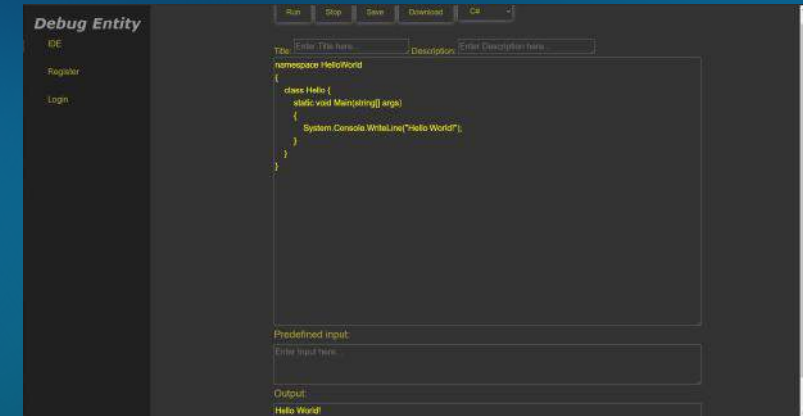 Debug Entity
IDE
Register
Login
Run Stop Save Download C#
Title: Enter Title here... Description: Enter Description here...
namespace HelloWorld
{
class Hello {
static void Main(string[] args)
{
System.Console.WriteLine("Hello World!");
}
}
}
Predefined input:
Enter Input here...
Output:
Hello World!